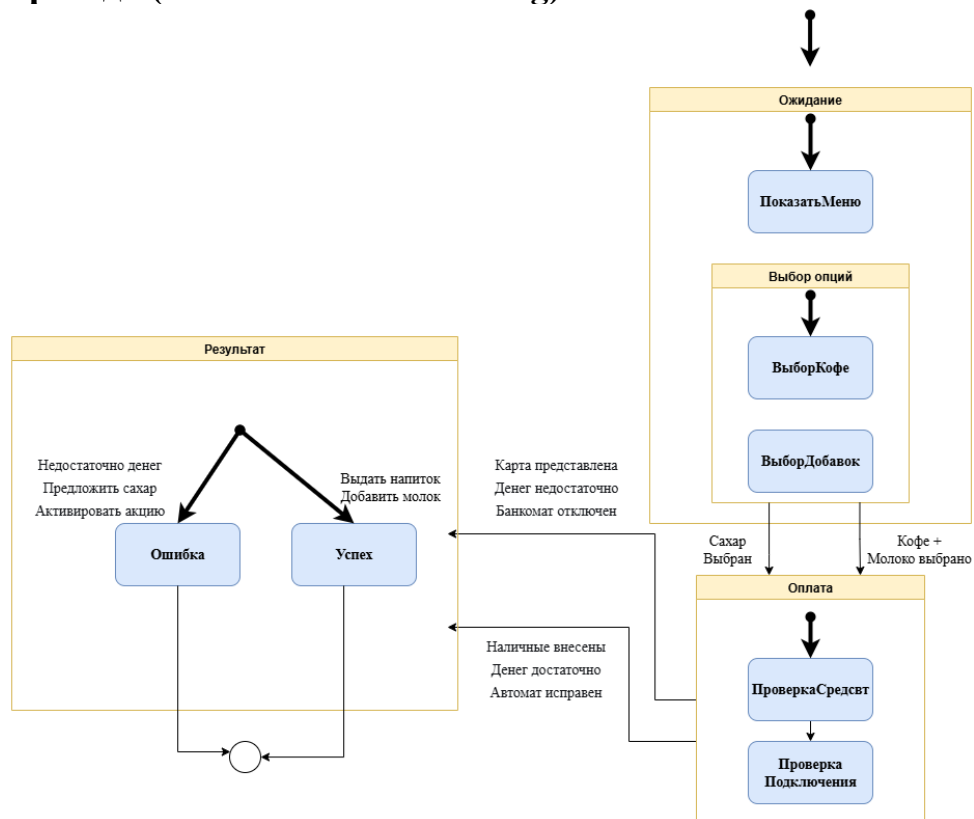 Ожидание
ПоказатьМеню
Выбор опций
ВыборКофе
ВыборДобавок
Результат
Недостаточно денег
Предложить сахар
Активировать акцию
Выдать напиток
Добавить молок
Ошибка
Успех
Карта представлена
Денег недостаточно
Банкомат отключен
Сахар
Выбран
Кофе +
Молоко выбрано
Оплата
Наличные внесены
Денег достаточно
Автомат исправен
ПроверкаСредсвт
Проверка
Подключения